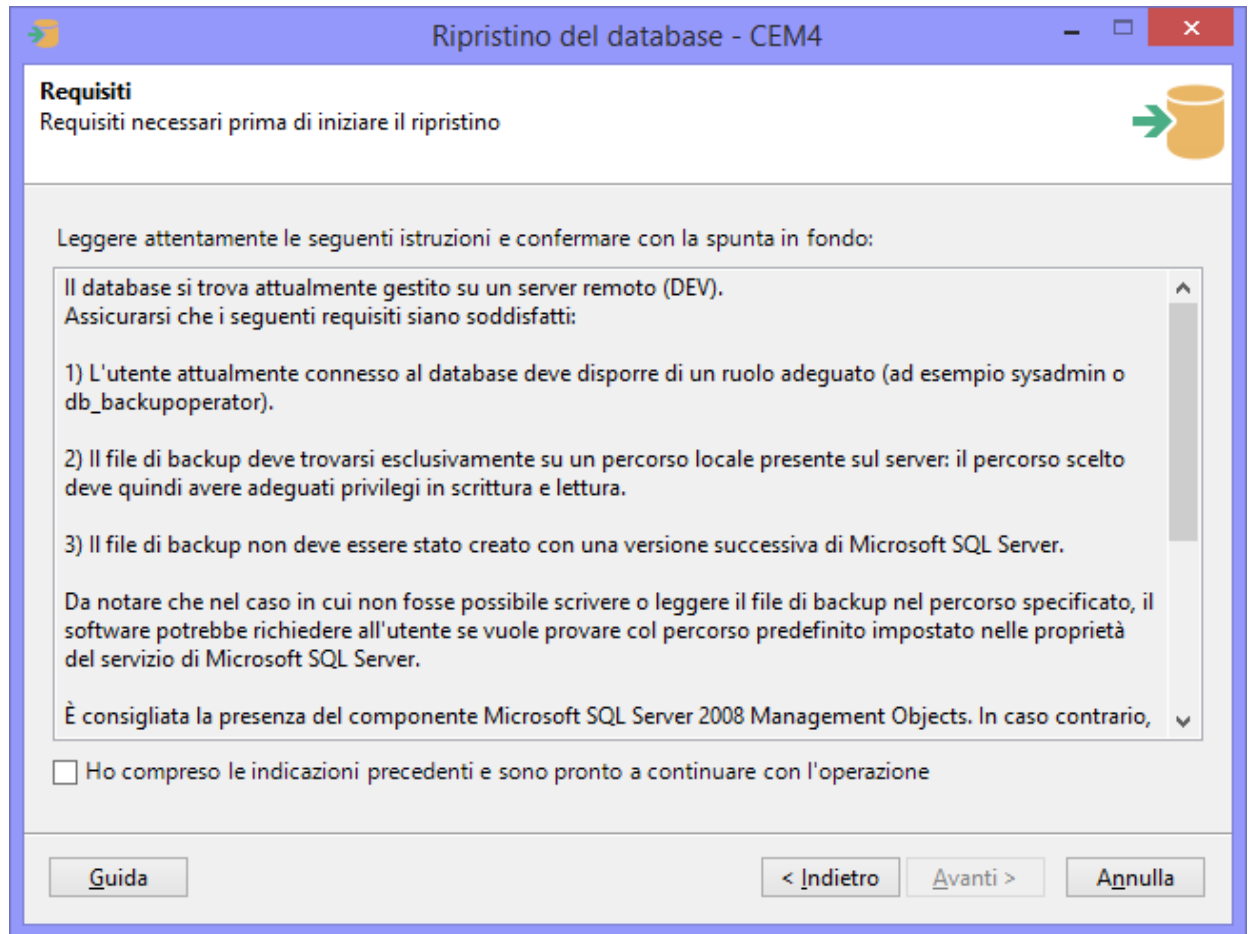 Ripristino del database - CEM4
Requisiti
Requisiti necessari prima di iniziare il ripristino
Leggere attentamente le seguenti istruzioni e confermare con la spunta in fondo:
Il database si trova attualmente gestito su un server remoto (DEV).
Assicurarsi che i seguenti requisiti siano soddisfatti:
1) L'utente attualmente connesso al database deve disporre di un ruolo adeguato (ad esempio sysadmin o
db_backupoperator).
2) Il file di backup deve trovarsi esclusivamente su un percorso locale presente sul server: il percorso scelto
deve quindi avere adeguati privilegi in scrittura e lettura.
3) Il file di backup non deve essere stato creato con una versione successiva di Microsoft SQL Server.
Da notare che nel caso in cui non fosse possibile scrivere o leggere il file di backup nel percorso specificato, il
software potrebbe richiedere all'utente se vuole provare col percorso predefinito impostato nelle proprietà
del servizio di Microsoft SQL Server.
È consigliata la presenza del componente Microsoft SQL Server 2008 Management Objects. In caso contrario,
Ho compreso le indicazioni precedenti e sono pronto a continuare con l'operazione
Guida
< Indietro
Avanti >
Annulla